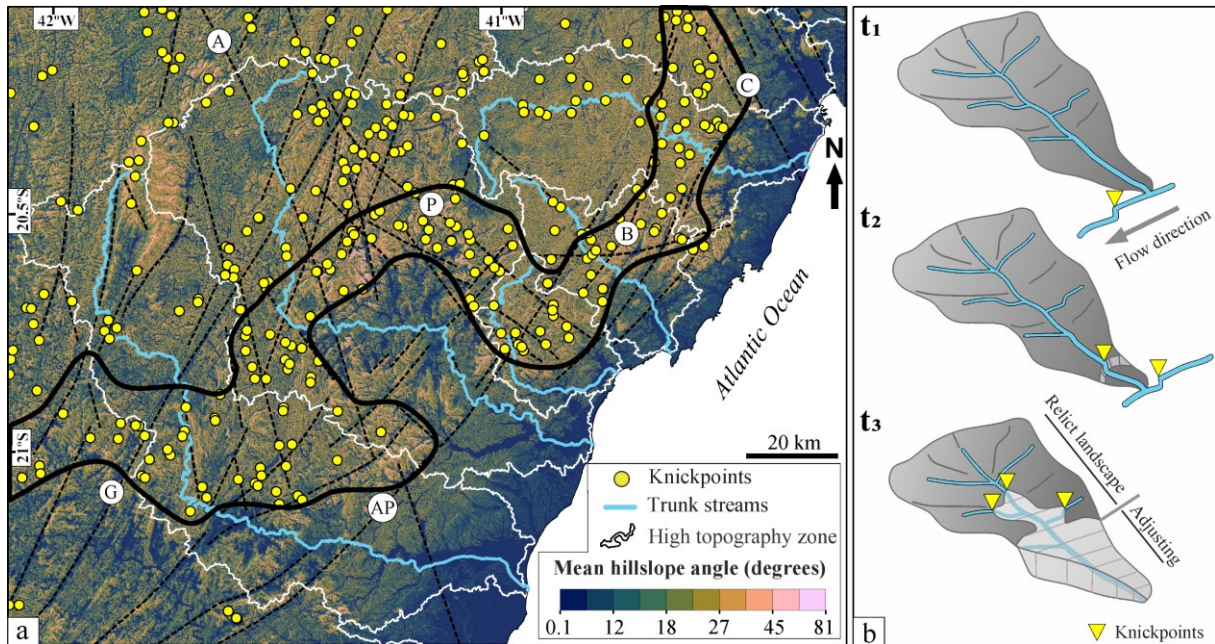 42°W
41°W
A
C
N
20.5°S
P
B
Atlantic Ocean
21°S
20 km
G
AP
Knickpoints
Trunk streams
High topography zone
Mean hillslope angle (degrees)
0.1 12 18 27 45 81
a
t₁
Flow direction
t₂
t₃
Relict landscape
Adjusting
b
Knickpoints